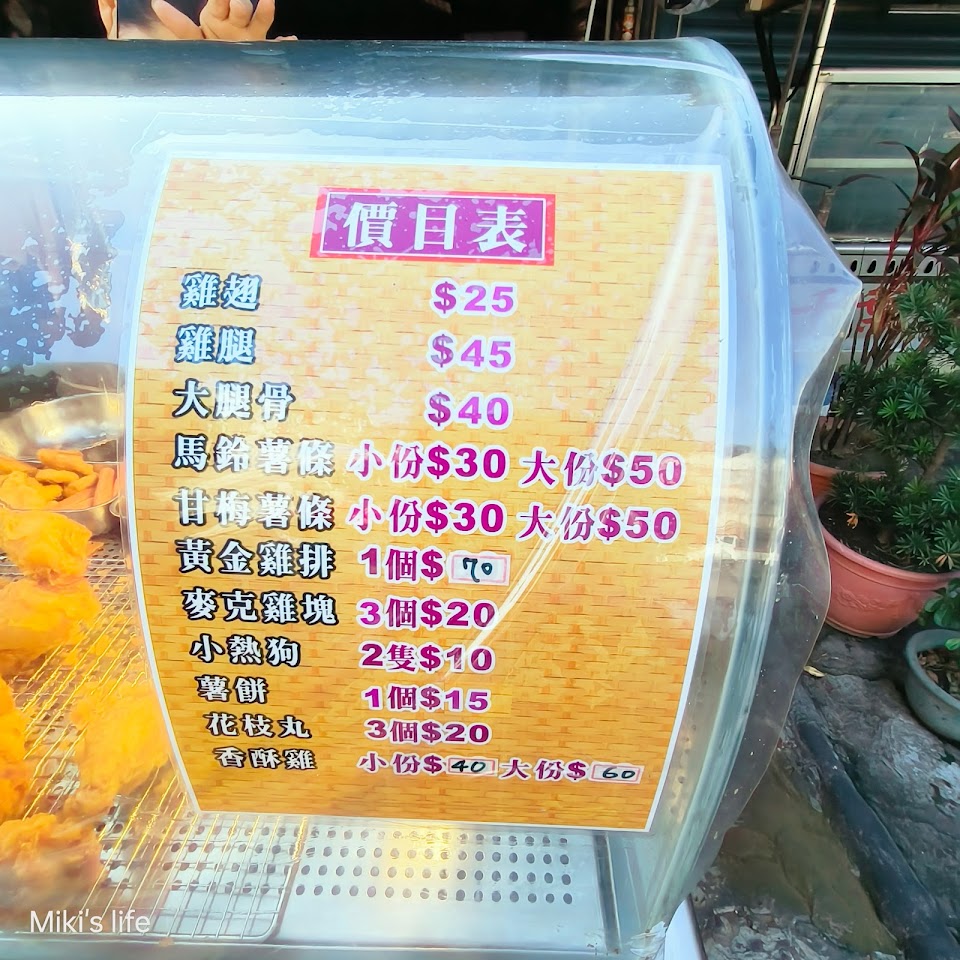 價目表
雞翅 $25
雞腿 $45
大腿骨 $40
馬鈴薯條 小份$30 大份$50
甘梅薯條 小份$30 大份$50
黃金雞排 1個$70
麥克雞塊 3個$20
小熱狗 2隻$10
薯餅 1個$15
花枝丸 3個$20
香酥雞 小份$40 大份$60
Miki's life